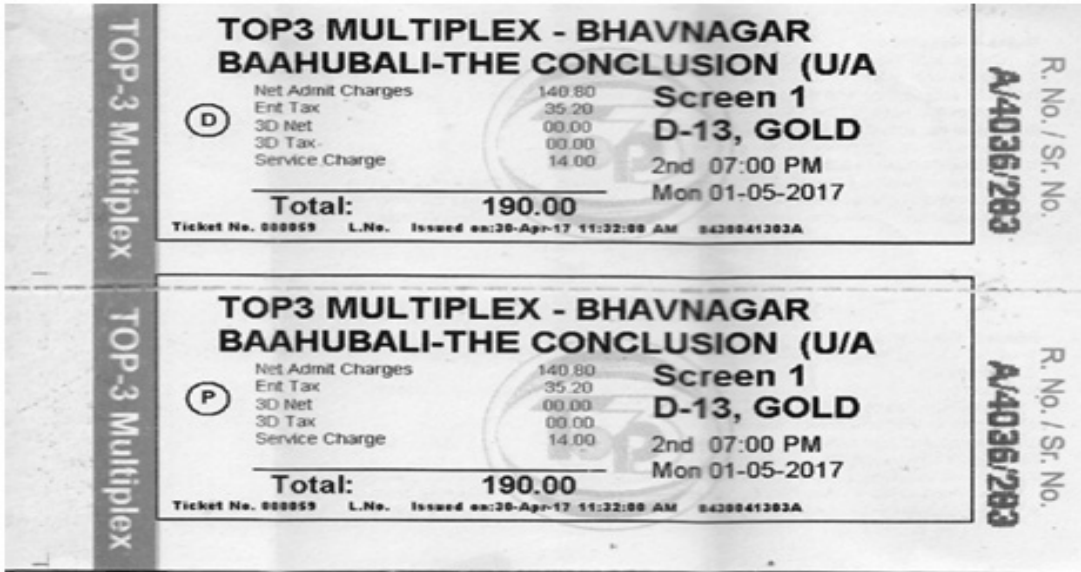 TOP-3 Multiplex
TOP3 MULTIPLEX - BHAVNAGAR
BAAHUBALI-THE CONCLUSION (U/A
D
Net Admit Charges 140.80
Ent Tax 35.20
3D Net 00.00
3D Tax 00.00
Service Charge 14.00
Total: 190.00
Screen 1
D-13, GOLD
2nd 07:00 PM
Mon 01-05-2017
Ticket No. 000059 L.No. Issued on:30-Apr-17 11:32:00 AM 0430041303A
R. No. / Sr. No.
A/4036/203
TOP-3 Multiplex
TOP3 MULTIPLEX - BHAVNAGAR
BAAHUBALI-THE CONCLUSION (U/A
P
Net Admit Charges 140.80
Ent Tax 35.20
3D Net 00.00
3D Tax 00.00
Service Charge 14.00
Total: 190.00
Screen 1
D-13, GOLD
2nd 07:00 PM
Mon 01-05-2017
Ticket No. 000059 L.No. Issued on:30-Apr-17 11:32:00 AM 0430041303A
R. No. / Sr. No.
A/4036/203